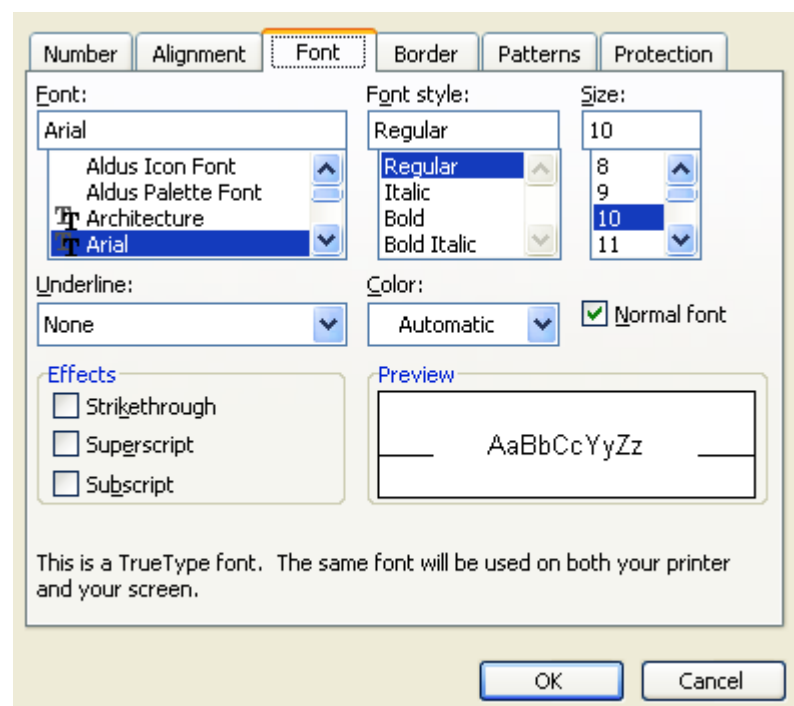 Number Alignment Font Border Patterns Protection
Font: Font style: Size:
Arial Regular 10
Aldus Icon Font Regular 8
Aldus Palette Font Italic 9
Architecture Bold 10
Arial Bold Italic 11
Underline: Color:
None Automatic Normal font
Effects Preview
Strikethrough
Superscript AaBbCcYyZz
Subscript
This is a TrueType font. The same font will be used on both your printer
and your screen.
OK Cancel